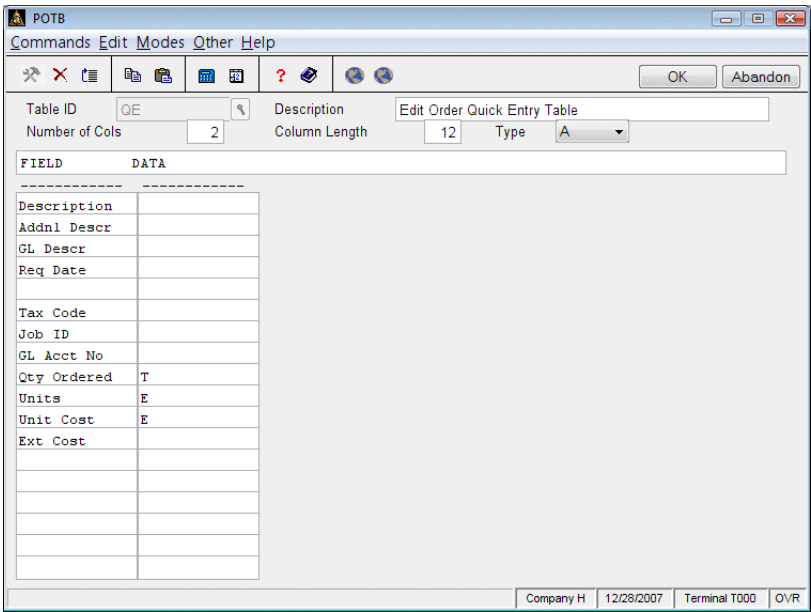 POTB
Commands Edit Modes Other Help
OK Abandon
Table ID QE Description Edit Order Quick Entry Table
Number of Cols 2 Column Length 12 Type A
FIELD DATA
------------ ------------
Description
Addnl Descr
GL Descr
Req Date
Tax Code
Job ID
GL Acct No
Qty Ordered T
Units E
Unit Cost E
Ext Cost
Company H 12/28/2007 Terminal T000 OVR